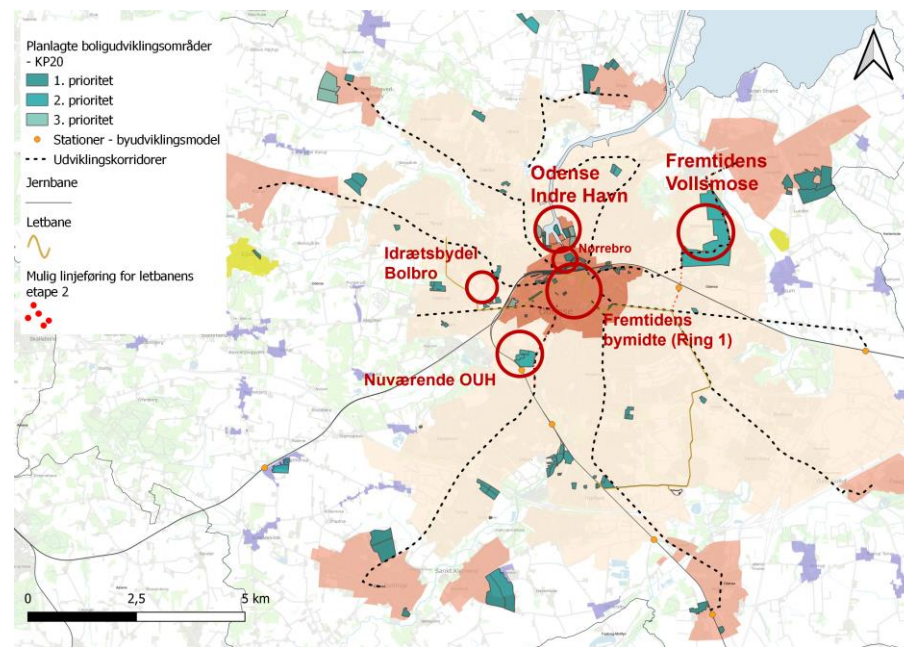 Planlagte boligudviklingsområder
- KP20
1. prioritet
2. prioritet
3. prioritet
Stationer - byudviklingsmodel
Udviklingskorridorer
Jernbane
Letbane
Mulig linjeføring for letbanens
etape 2
Odense
Indre Havn
Fremtidens
Vollsmose
Nørrebro
Idrætsbydel
Bolbro
Fremtidens
bymidte (Ring 1)
Nuværende OUH
0
2,5
5 km